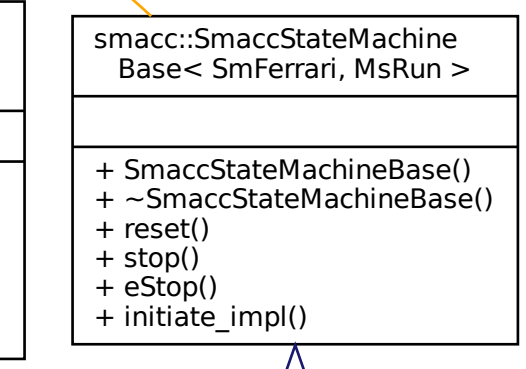 smacc::SmaccStateMachine
Base< SmFerrari, MsRun >
+ SmaccStateMachineBase()
+ ~SmaccStateMachineBase()
+ reset()
+ stop()
+ eStop()
+ initiate_impl()